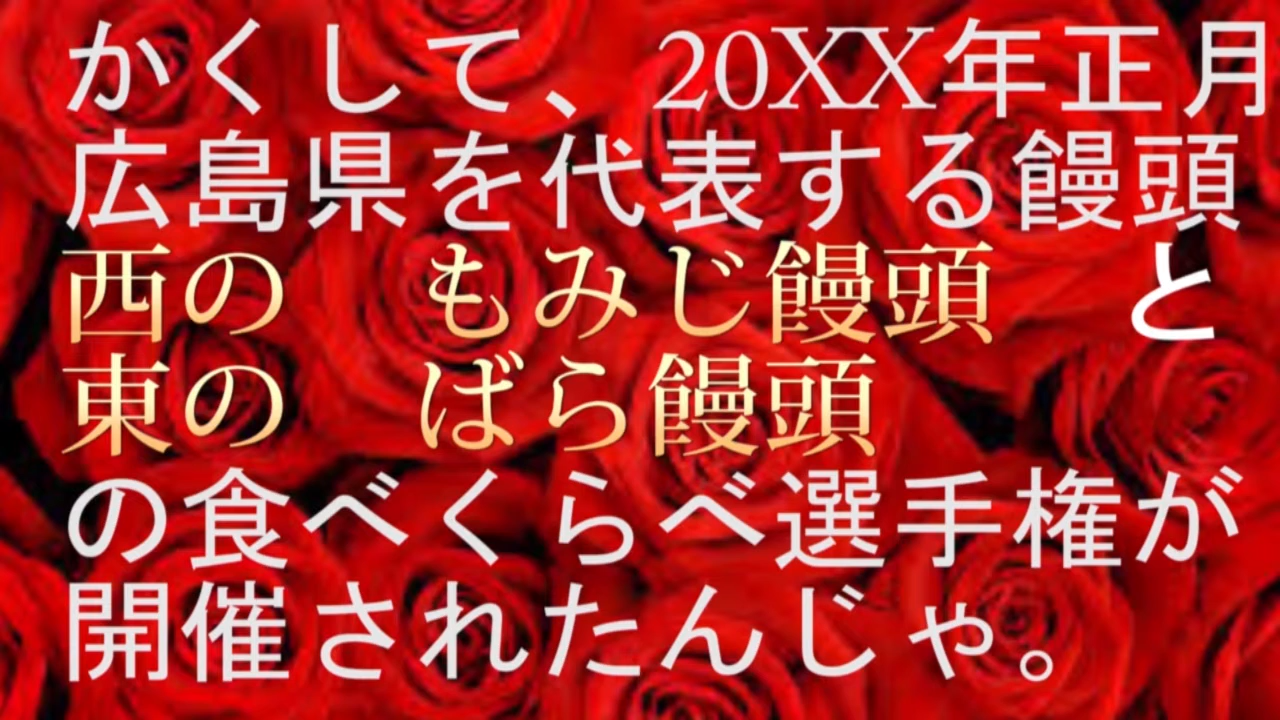 かくして、20XX年正月
広島県を代表する饅頭
西の　もみじ饅頭　と
東の　ばら饅頭
の食べくらべ選手権が
開催されたんじゃ。